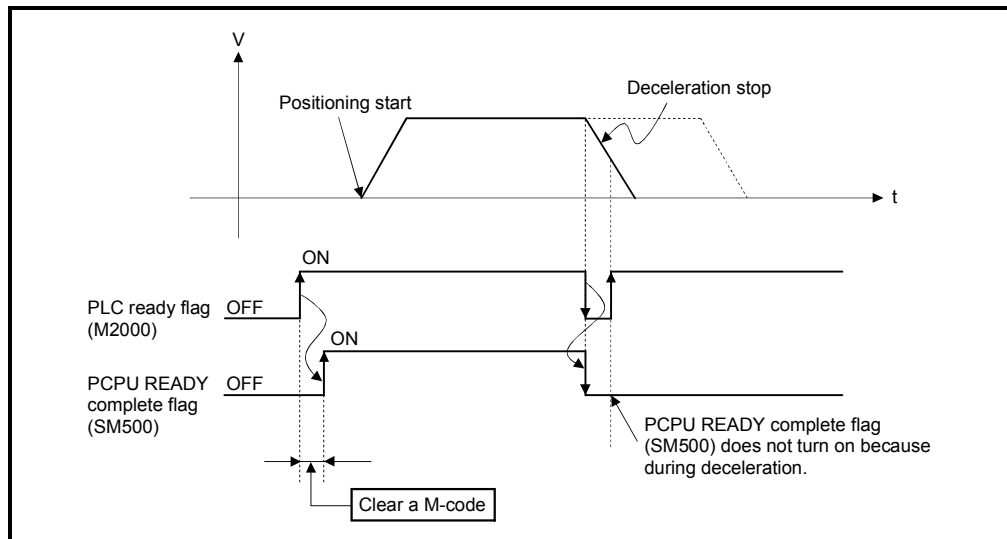 V
Deceleration stop
Positioning start
t
ON
PLC ready flag
(M2000)
OFF
ON
PCPU READY
complete flag
(SM500)
OFF
PCPU READY complete flag
(SM500) does not turn on because
during deceleration.
Clear a M-code